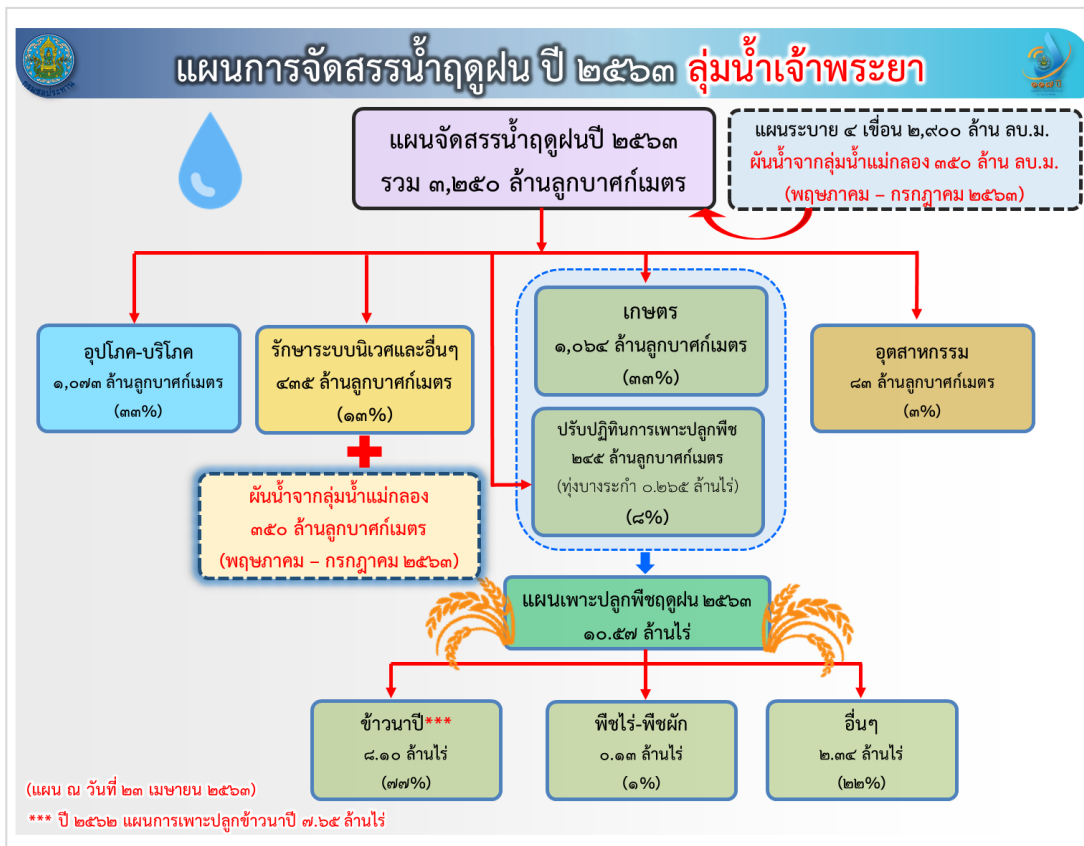 แผนการจัดสรรน้ำฤดูฝน ปี ๒๕๖๓ ลุ่มน้ำเจ้าพระยา
แผนจัดสรรน้ำฤดูฝนปี ๒๕๖๓
รวม ๓,๒๕๐ ล้านลูกบาศก์เมตร
แผนระบาย ๔ เขื่อน ๒,๙๐๐ ล้าน ลบ.ม.
ผันน้ำจากลุ่มน้ำแม่กลอง ๓๕๐ ล้าน ลบ.ม.
(พฤษภาคม – กรกฎาคม ๒๕๖๓)
อุปโภค-บริโภค
๑,๐๗๓ ล้านลูกบาศก์เมตร
(๓๓%)
รักษาระบบนิเวศและอื่นๆ
๔๓๕ ล้านลูกบาศก์เมตร
(๑๓%)
ผันน้ำจากลุ่มน้ำแม่กลอง
๓๕๐ ล้านลูกบาศก์เมตร
(พฤษภาคม – กรกฎาคม ๒๕๖๓)
เกษตร
๑,๐๖๔ ล้านลูกบาศก์เมตร
(๓๓%)
ปรับปฏิทินการเพาะปลูกพืช
๒๔๕ ล้านลูกบาศก์เมตร
(ทุ่งบางระกำ ๐.๒๖๕ ล้านไร่)
(๘%)
อุตสาหกรรม
๘๓ ล้านลูกบาศก์เมตร
(๓%)
แผนเพาะปลูกพืชฤดูฝน ๒๕๖๓
๑๐.๕๗ ล้านไร่
ข้าวนาปี***
๘.๑๐ ล้านไร่
(๗๗%)
พืชไร่-พืชผัก
๐.๑๓ ล้านไร่
(๑%)
อื่นๆ
๒.๓๔ ล้านไร่
(๒๒%)
(แผน ณ วันที่ ๒๓ เมษายน ๒๕๖๓)
*** ปี ๒๕๖๒ แผนการเพาะปลูกข้าวนาปี ๗.๖๕ ล้านไร่